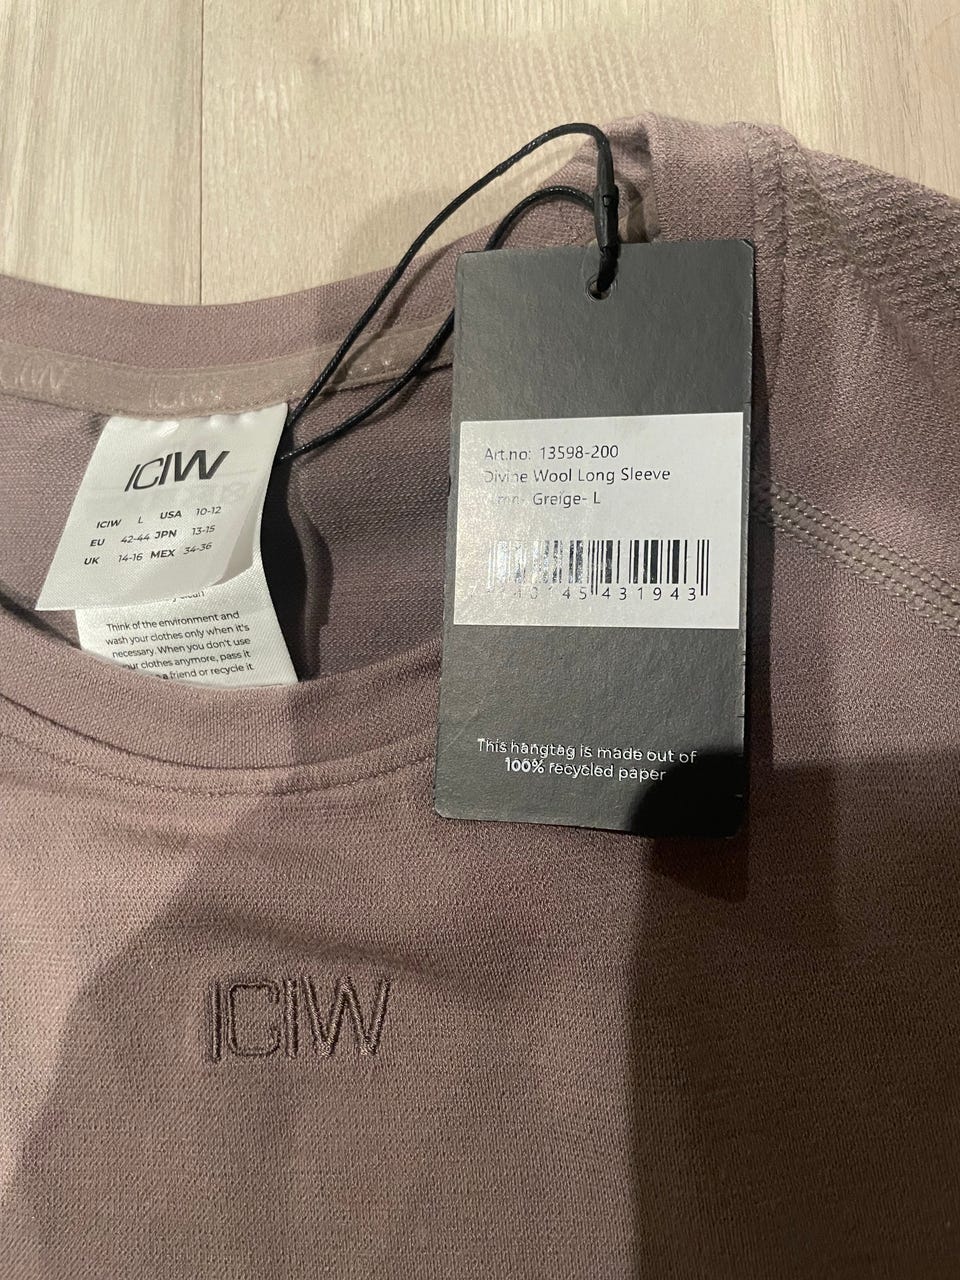 ICIW
ICIW
ICIW L USA 10-12
EU 42-44 JPN 13-15
UK 14-16 MEX 34-36
Think of the environment and
wash your clothes only when it's
necessary. When you don't use
your clothes anymore, pass it
a friend or recycle it
Art.no: 13598-200
Divine Wool Long Sleeve
Greige- L
40145 431943
This hangtag is made out of
100% recycled paper
ICIW